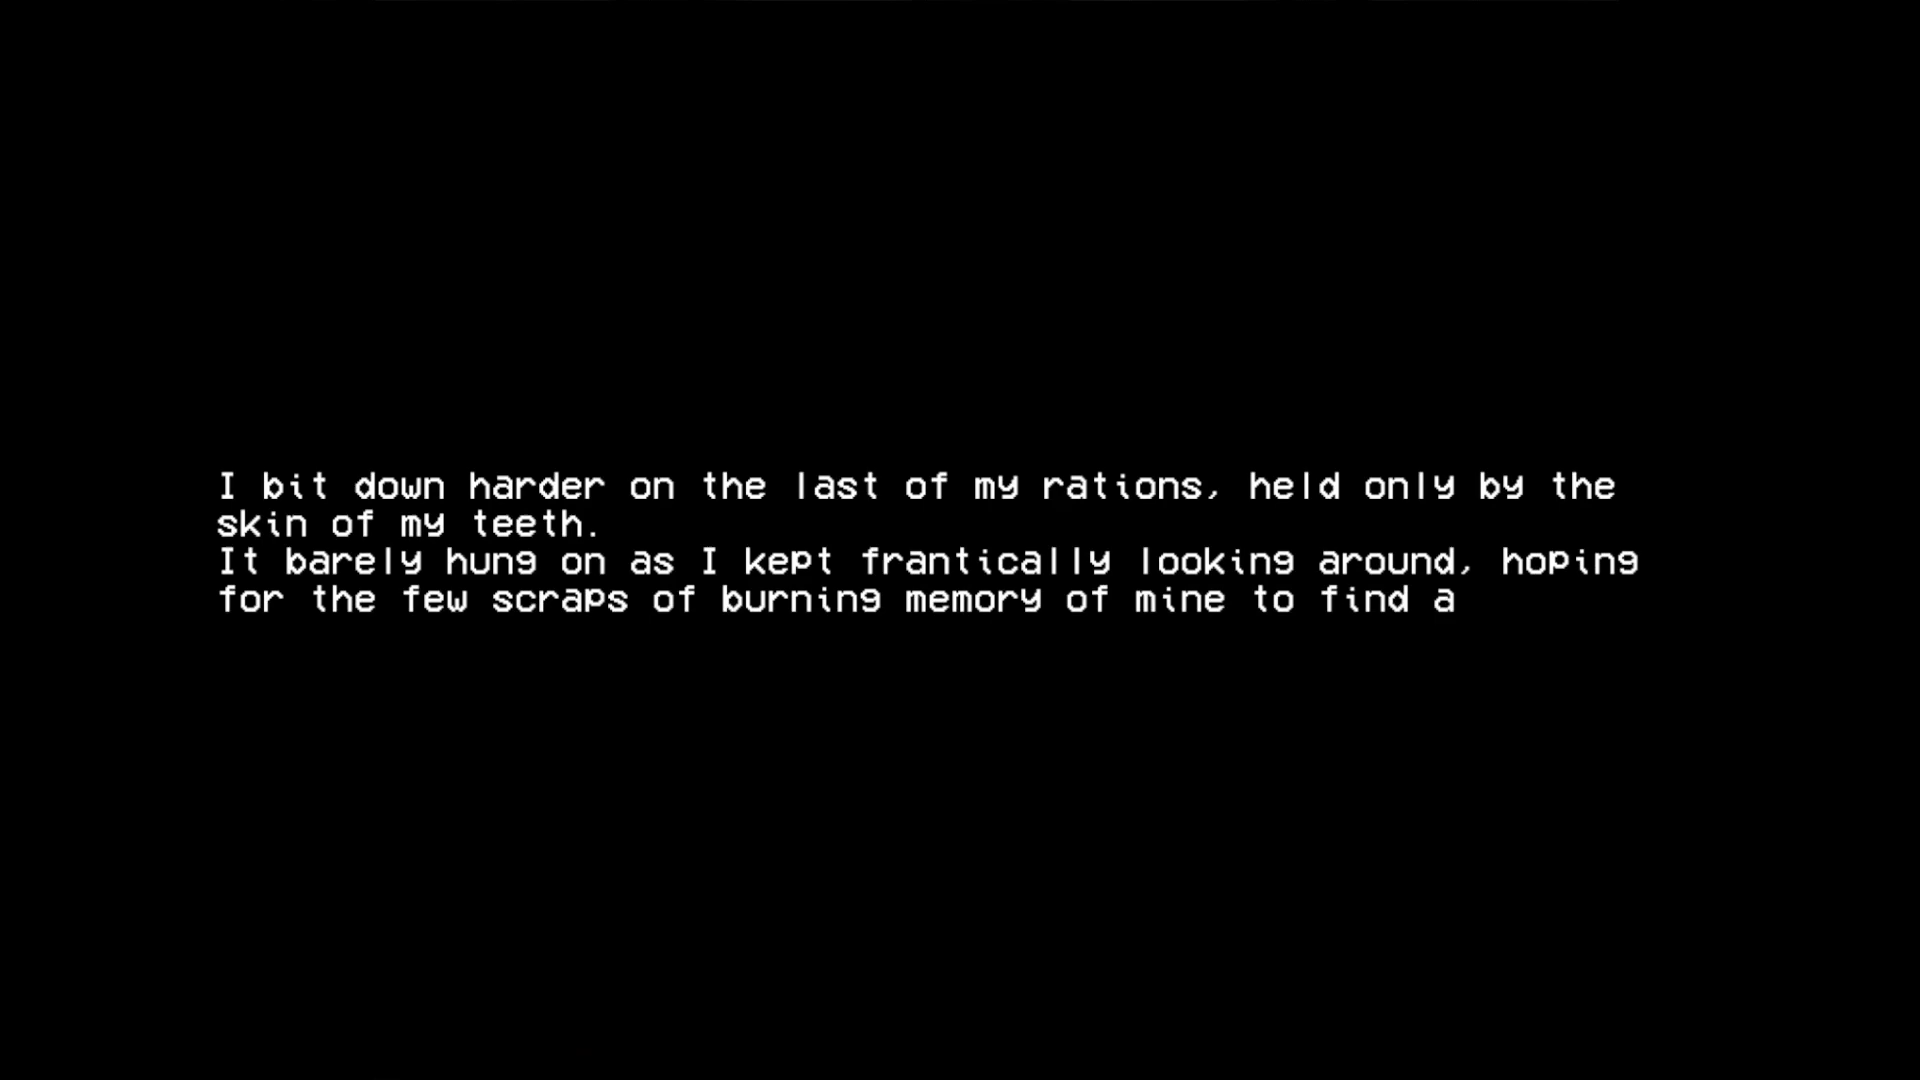 I bit down harder on the last of my rations, held only by the
skin of my teeth.
It barely hung on as I kept frantically looking around, hoping
for the few scraps of burning memory of mine to find a